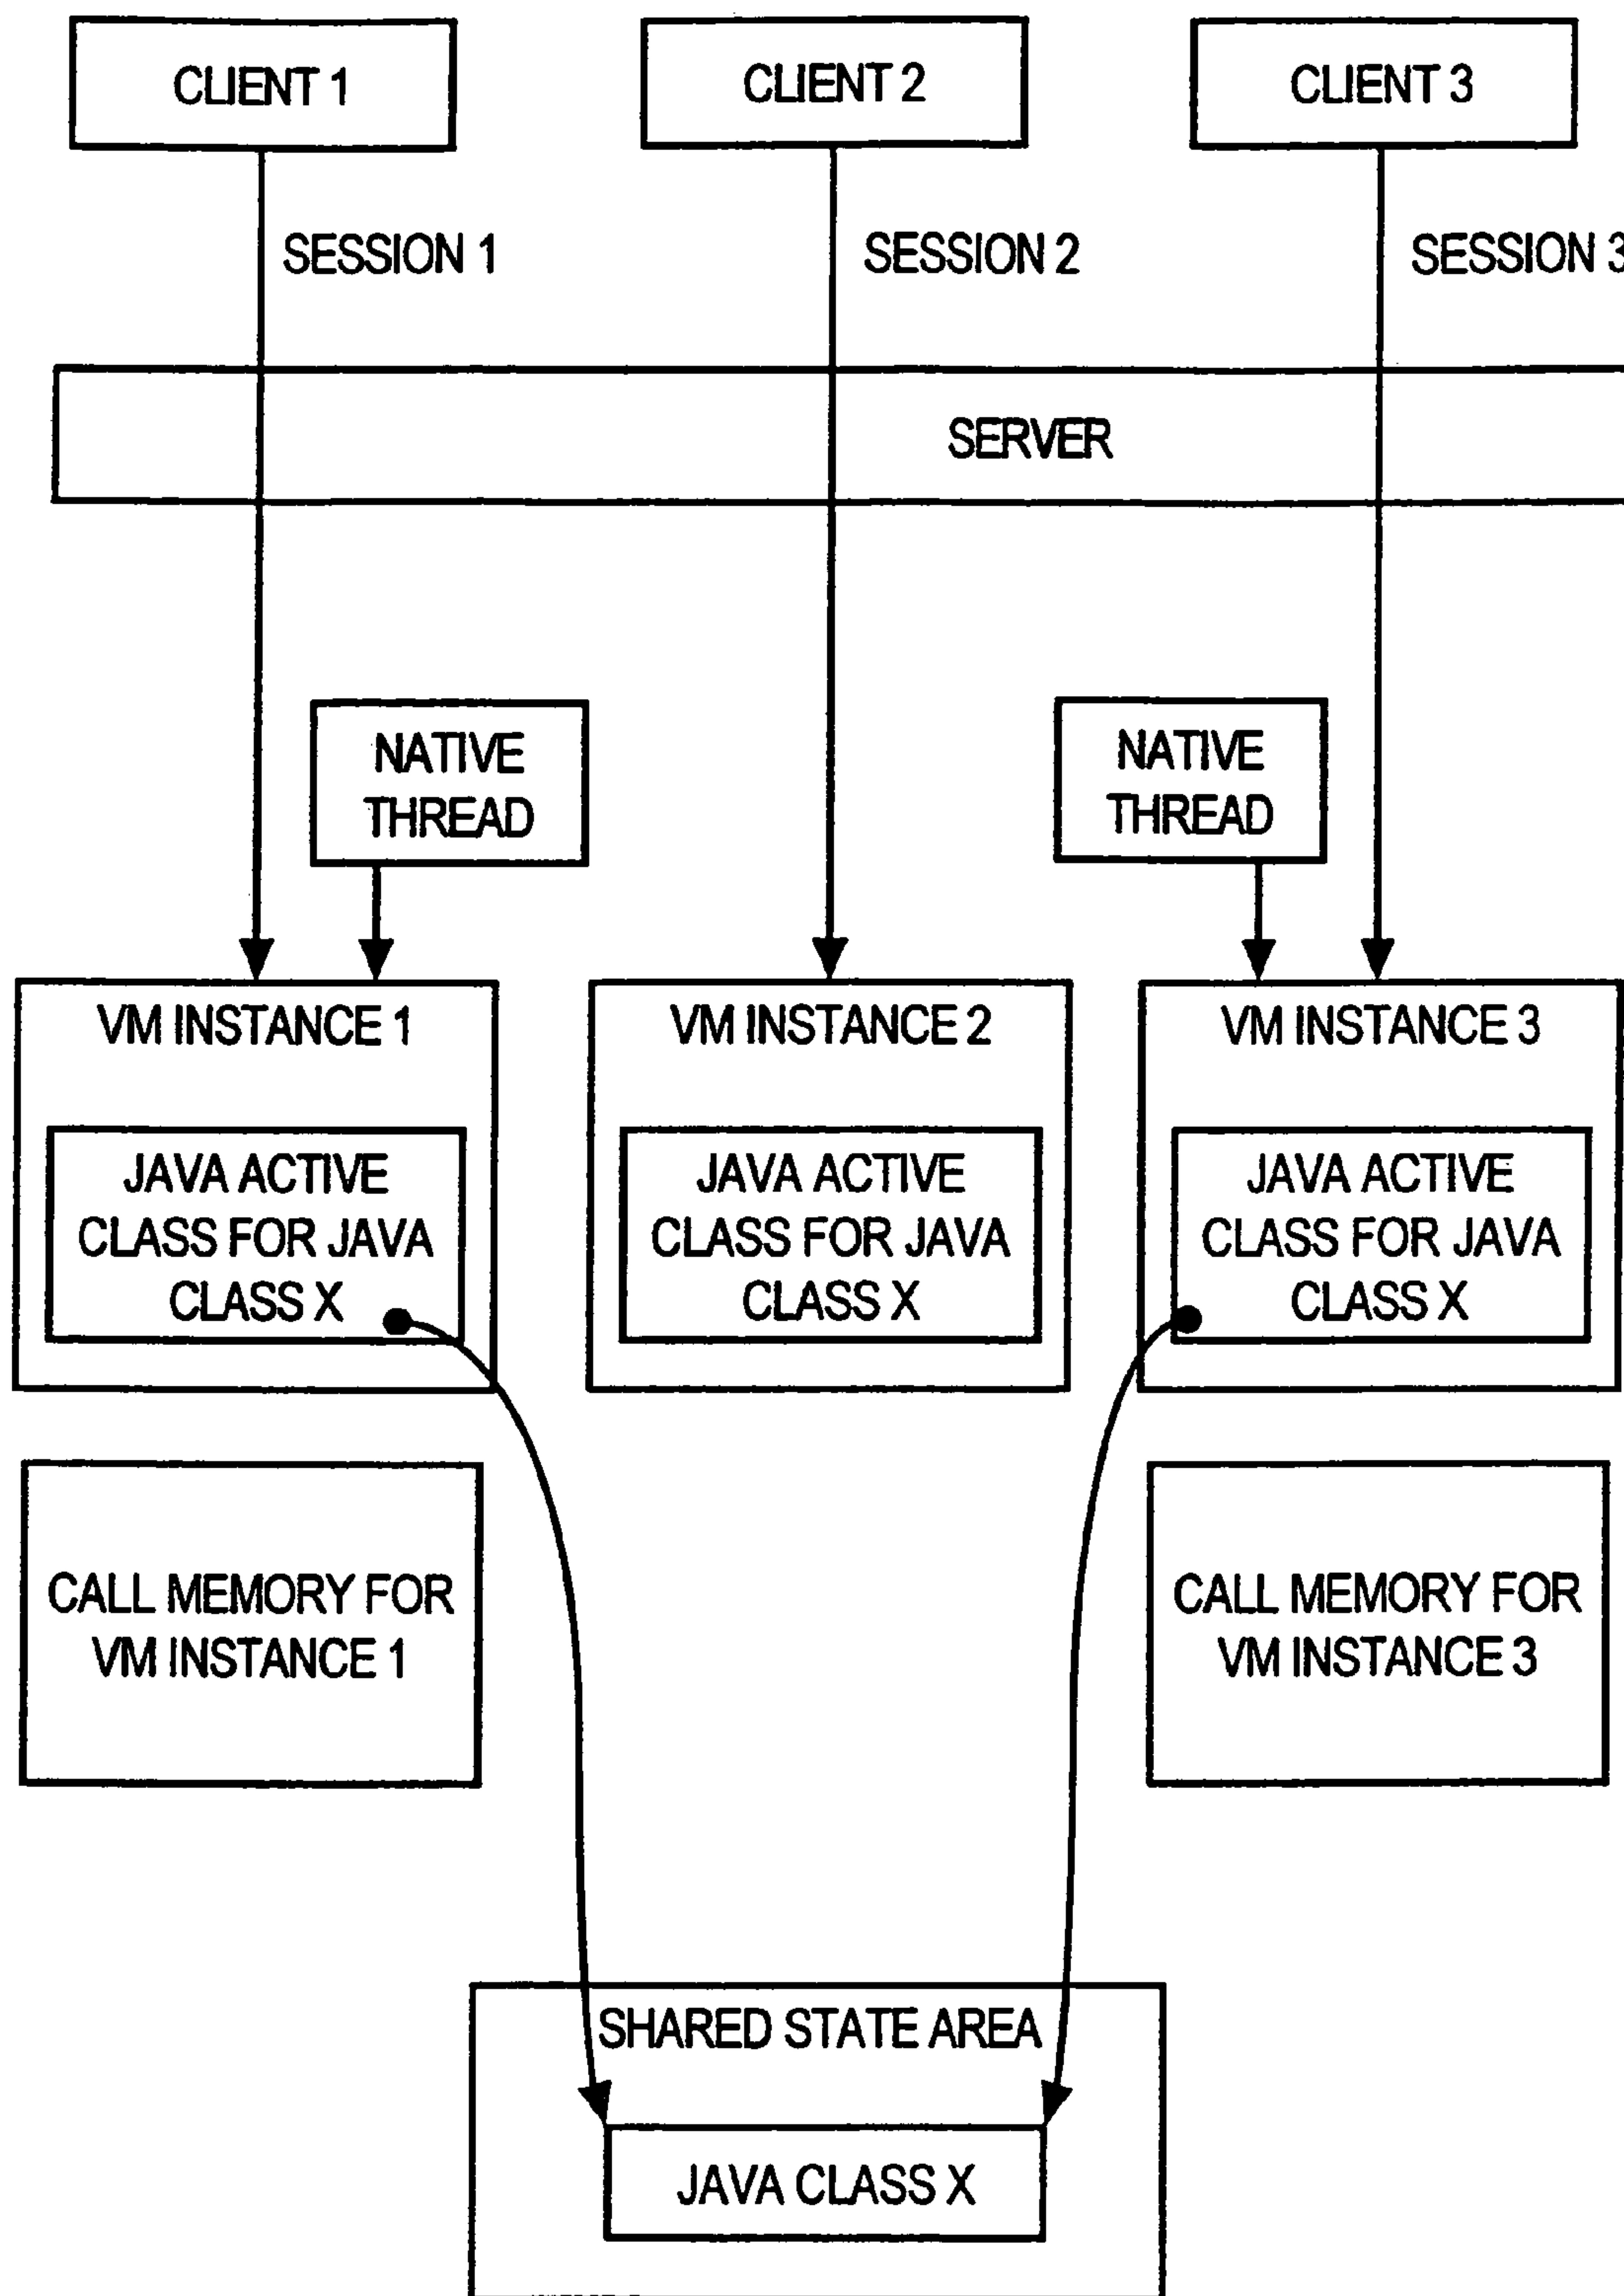 CLIENT 1
CLIENT 2
CLIENT 3
SESSION 1
SESSION 2
SESSION 3
SERVER
NATIVE
THREAD
NATIVE
THREAD
VM INSTANCE 1
JAVA ACTIVE
CLASS FOR JAVA
CLASS X
VM INSTANCE 2
JAVA ACTIVE
CLASS FOR JAVA
CLASS X
VM INSTANCE 3
JAVA ACTIVE
CLASS FOR JAVA
CLASS X
CALL MEMORY FOR
VM INSTANCE 1
CALL MEMORY FOR
VM INSTANCE 3
SHARED STATE AREA
JAVA CLASS X